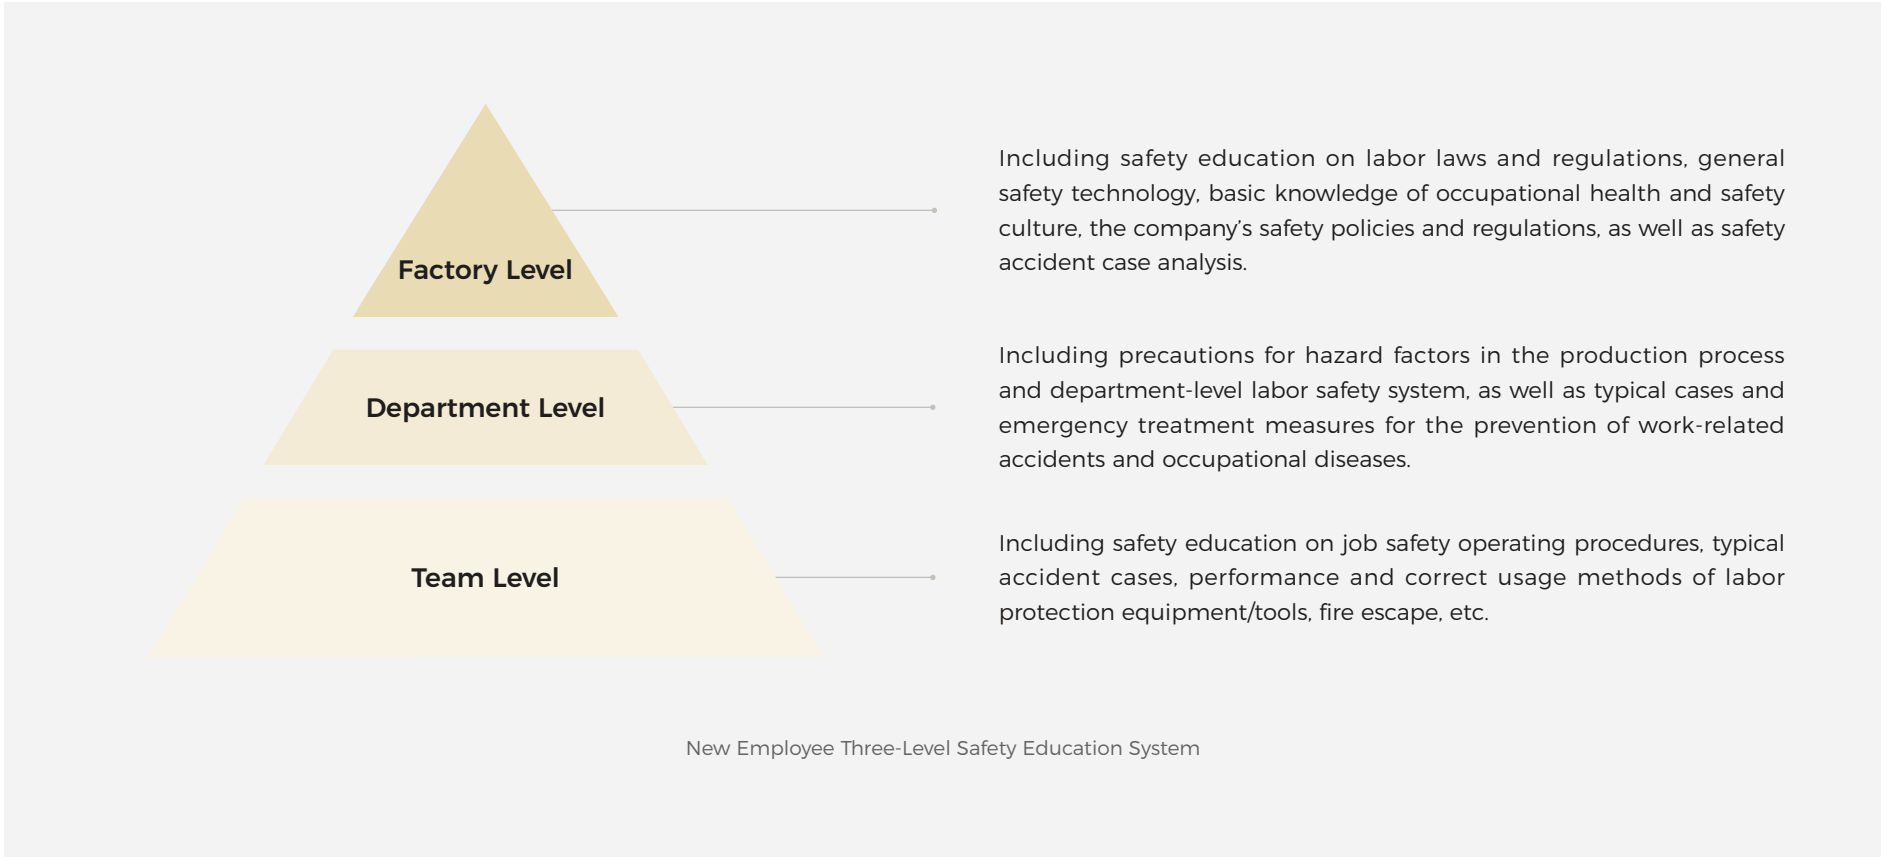 Factory Level
Including safety education on labor laws and regulations, general
safety technology, basic knowledge of occupational health and safety
culture, the company’s safety policies and regulations, as well as safety
accident case analysis.
Department Level
Including precautions for hazard factors in the production process
and department-level labor safety system, as well as typical cases and
emergency treatment measures for the prevention of work-related
accidents and occupational diseases.
Team Level
Including safety education on job safety operating procedures, typical
accident cases, performance and correct usage methods of labor
protection equipment/tools, fire escape, etc.
New Employee Three-Level Safety Education System